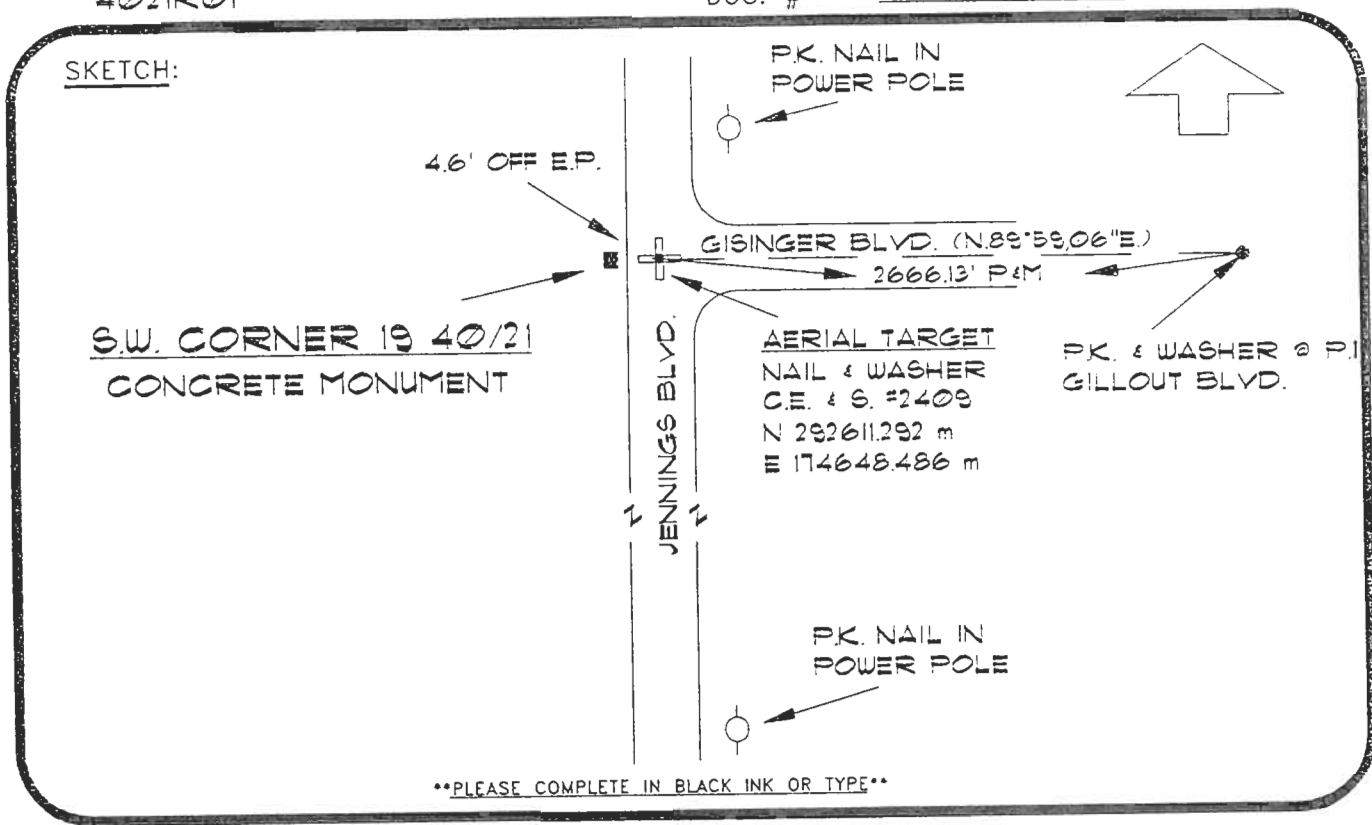 4021R01
DOC. #
SKETCH:
P.K. NAIL IN
POWER POLE
4.6' OFF E.P.
GISINGER BLVD. (N.89°59,06"E.)
2666.13' P&M
S.W. CORNER 19 40/21
CONCRETE MONUMENT
JENNINGS BLVD.
AERIAL TARGET
NAIL & WASHER
C.E. & S. #2409
N 292611.292 m
E 174648.486 m
P.K. & WASHER @ P.I
GILLOUT BLVD.
P.K. NAIL IN
POWER POLE
**PLEASE COMPLETE IN BLACK INK OR TYPE**